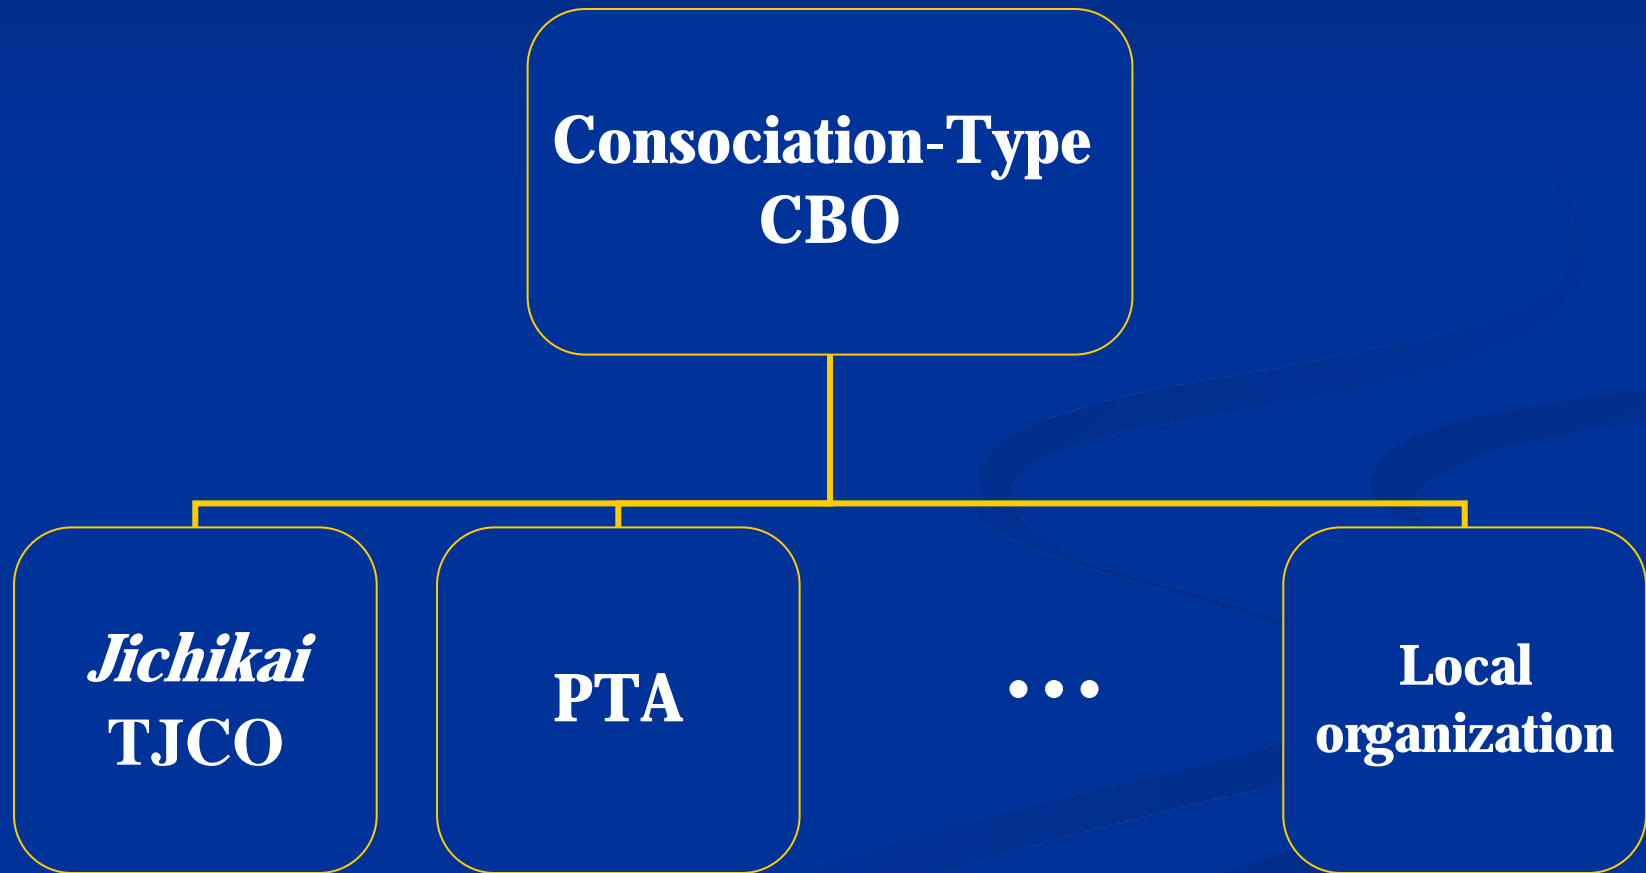 Consociation-Type
CBO
Jichikai
TJCO
PTA
•••
Local
organization